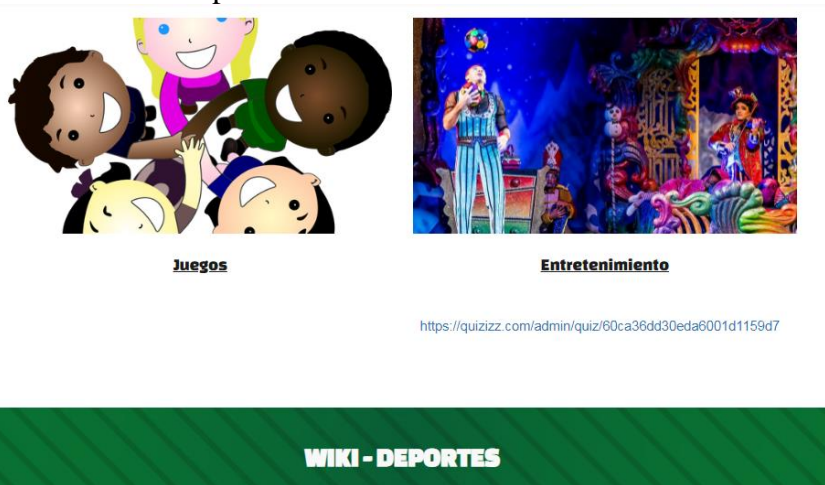 Juegos
Entretenimiento
https://quizizz.com/admin/quiz/60ca36dd30eda6001d1159d7
WIKI - DEPORTES